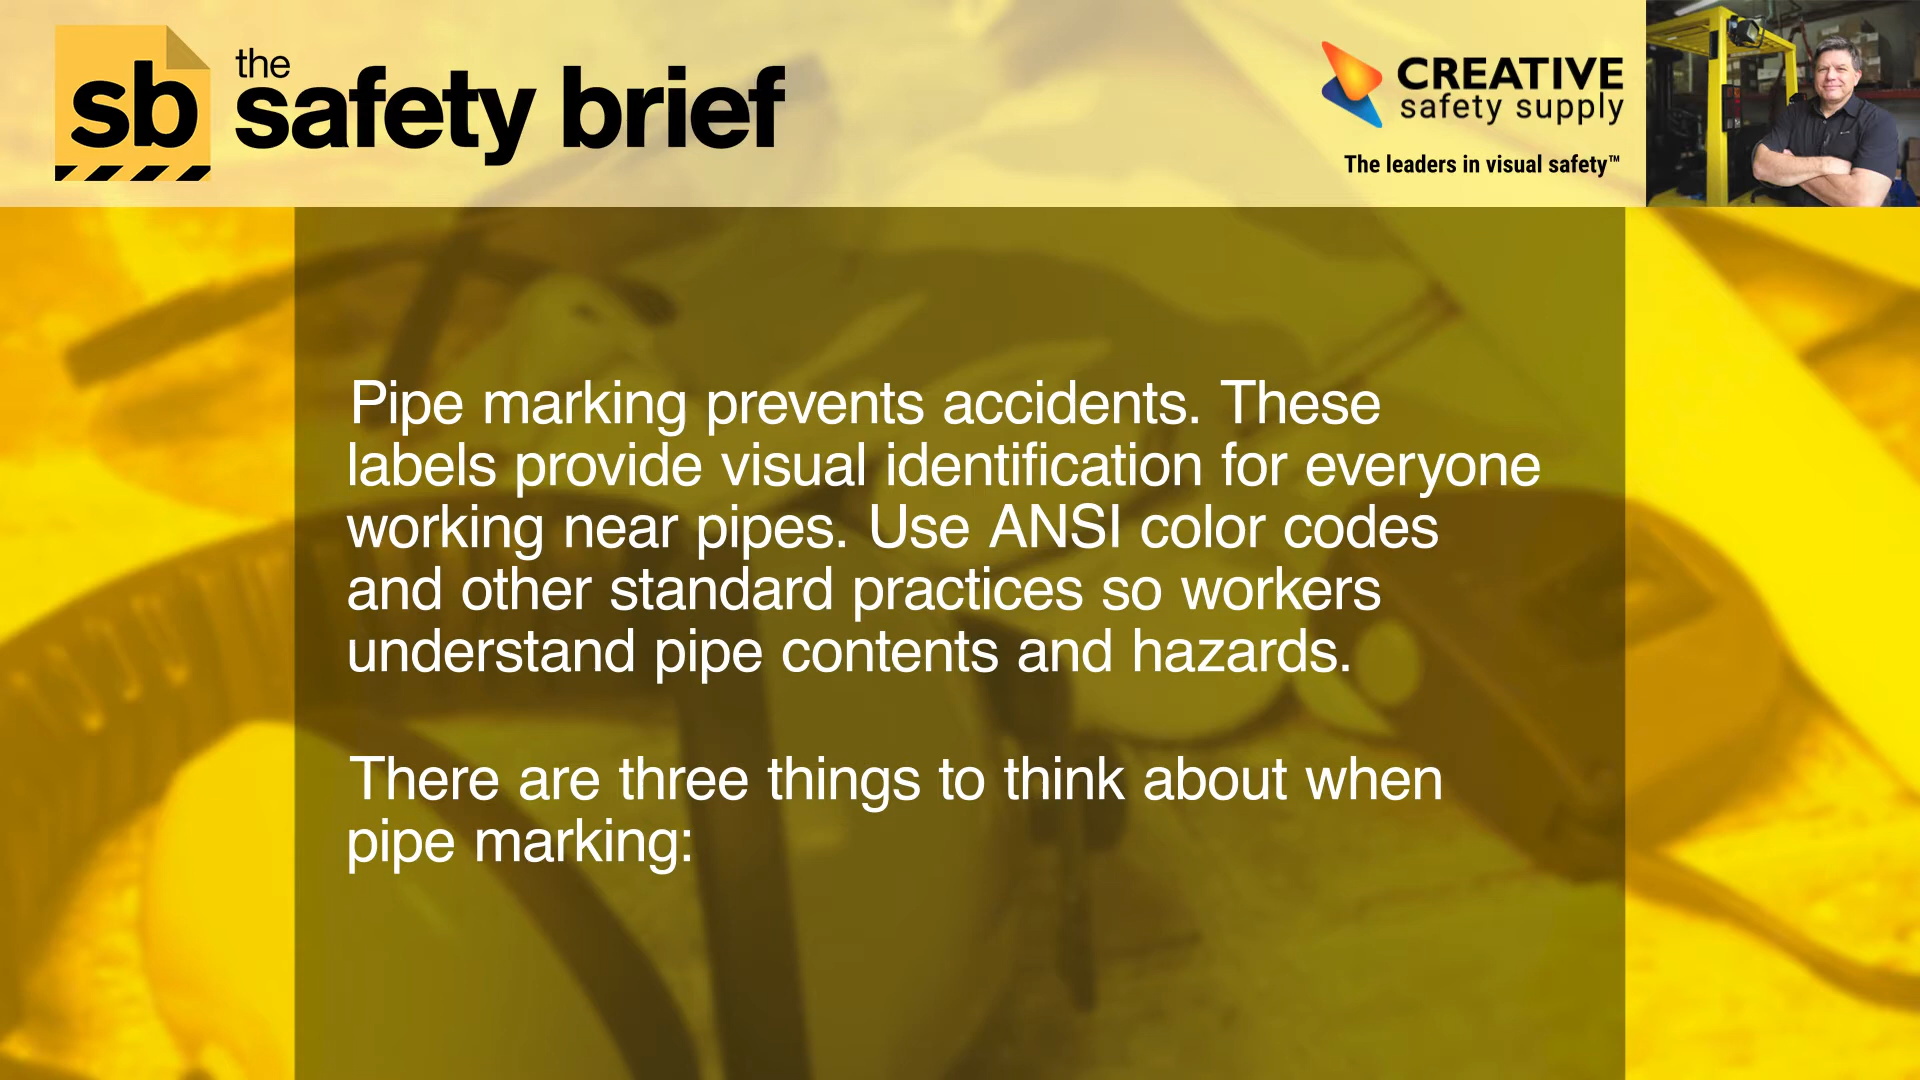 sb
the
safety brief
CREATIVE
safety supply
The leaders in visual safety™
Pipe marking prevents accidents. These
labels provide visual identification for everyone
working near pipes. Use ANSI color codes
and other standard practices so workers
understand pipe contents and hazards.
There are three things to think about when
pipe marking: